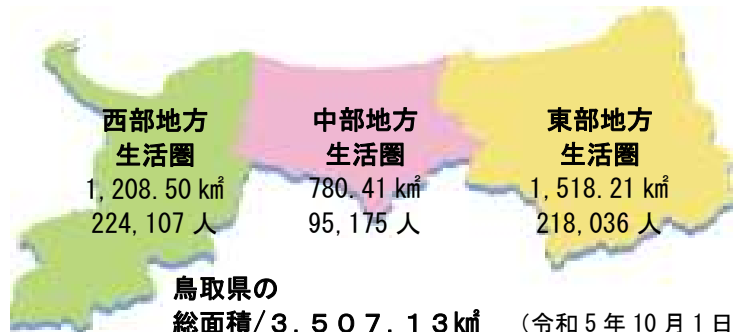 西部地方
生活圏
1,208.50 ㎢
224,107 人
中部地方
生活圏
780.41 ㎢
95,175 人
東部地方
生活圏
1,518.21 ㎢
218,036 人
鳥取県の
総面積/３.５０７.１３㎢ （令和５年10月１日